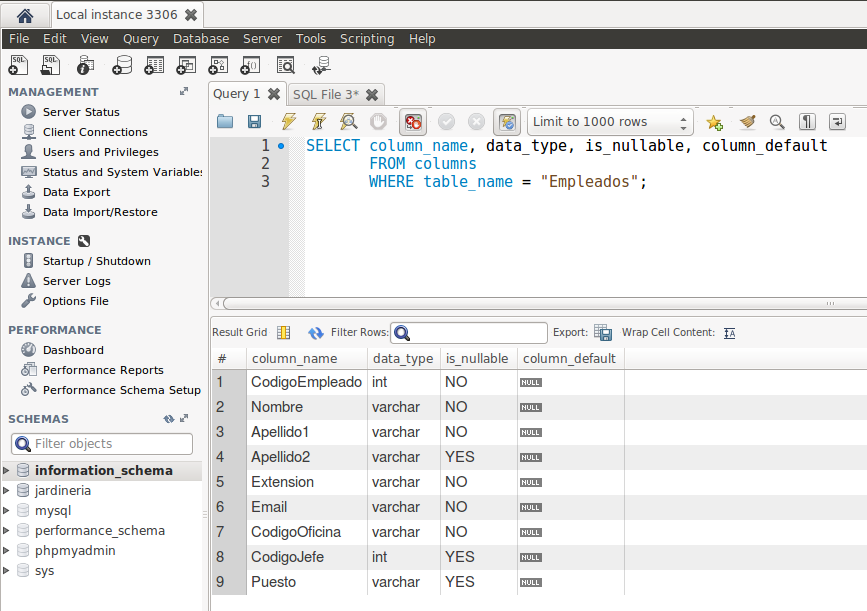 Local instance 3306
File Edit View Query Database Server Tools Scripting Help
MANAGEMENT
Server Status
Client Connections
Users and Privileges
Status and System Variables
Data Export
Data Import/Restore
INSTANCE
Startup / Shutdown
Server Logs
Options File
PERFORMANCE
Dashboard
Performance Reports
Performance Schema Setup
SCHEMAS
Filter objects
information_schema
jardineria
mysql
performance_schema
phpmyadmin
sys
Query 1 SQL File 3*
Limit to 1000 rows
1 SELECT column_name, data_type, is_nullable, column_default
2 FROM columns
3 WHERE table_name = "Empleados";
Result Grid Filter Rows: Export: Wrap Cell Content:
# column_name data_type is_nullable column_default
1 CodigoEmpleado int NO NULL
2 Nombre varchar NO NULL
3 Apellido1 varchar NO NULL
4 Apellido2 varchar YES NULL
5 Extension varchar NO NULL
6 Email varchar NO NULL
7 CodigoOficina varchar NO NULL
8 CodigoJefe int YES NULL
9 Puesto varchar YES NULL